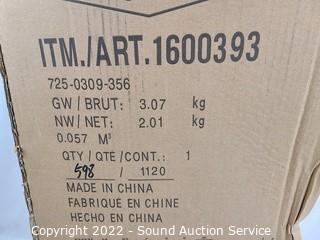 ITM./ART.1600393
725-0309-356
GW / BRUT: 3.07 kg
NW / NET: 2.01 kg
0.057 M³
QTY / QTÉ /CONT.: 1
598 / 1120
MADE IN CHINA
FABRIQUÉ EN CHINE
HECHO EN CHINA
Copyright 2022 - Sound Auction Service